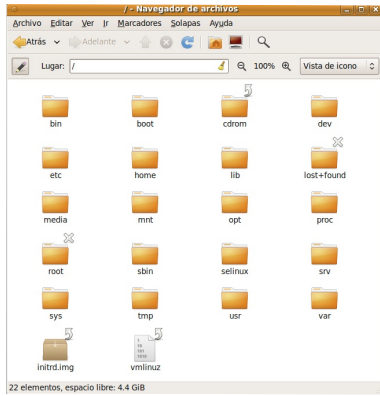 / - Navegador de archivos
Archivo Editar Ver Ir Marcadores Solapas Ayuda
Atrás Adelante
Lugar: / 100% Vista de icono
bin boot cdrom dev
etc home lib lost+found
media mnt opt proc
root sbin selinux srv
sys tmp usr var
initrd.img vmlinuz
22 elementos, espacio libre: 4.4 GiB